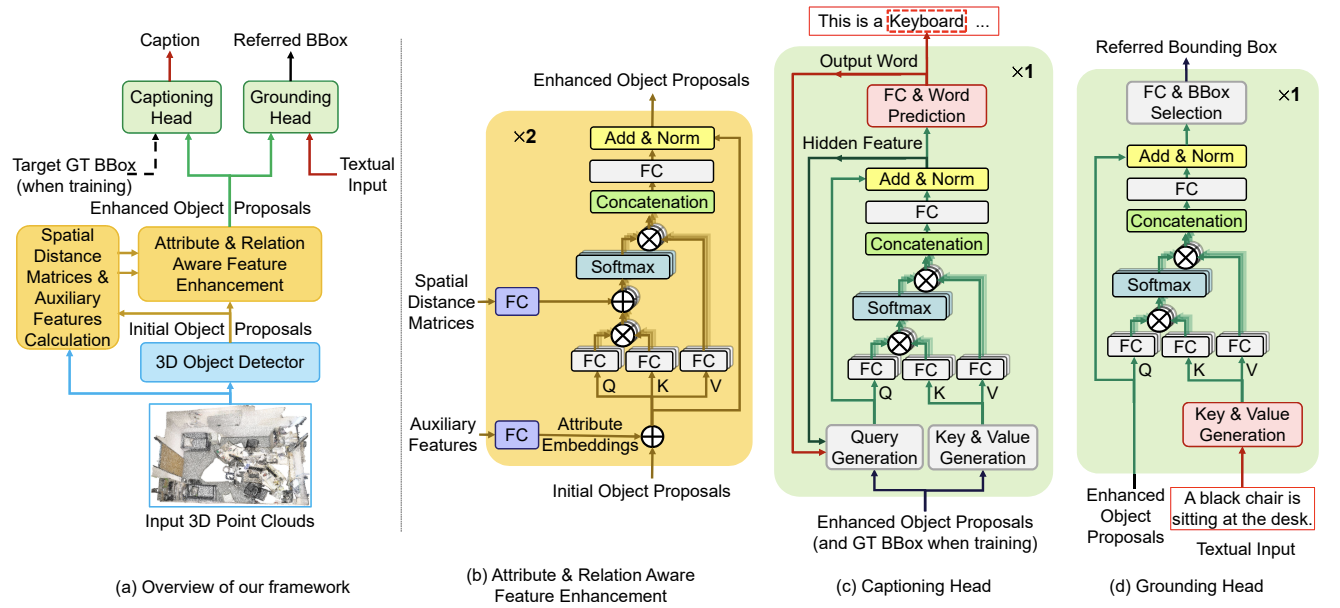 Caption
Referred BBox
Captioning
Head
Grounding
Head
Target GT BBox
(when training)
Textual
Input
Enhanced Object Proposals
Spatial
Distance
Matrices &
Auxiliary
Features
Calculation
Attribute & Relation
Aware Feature
Enhancement
Initial Object Proposals
3D Object Detector
Input 3D Point Clouds
(a) Overview of our framework
Enhanced Object Proposals
×2
Add & Norm
FC
Concatenation
Softmax
Spatial
Distance
Matrices
FC
FC
FC
FC
Q
K
V
Auxiliary
Features
FC
Attribute
Embeddings
Initial Object Proposals
(b) Attribute & Relation Aware
Feature Enhancement
This is a Keyboard ...
Output Word
×1
FC & Word
Prediction
Hidden Feature
Add & Norm
FC
Concatenation
Softmax
FC
FC
FC
Q
K
V
Query
Generation
Key & Value
Generation
Enhanced Object Proposals
(and GT BBox when training)
(c) Captioning Head
Referred Bounding Box
×1
FC & BBox
Selection
Add & Norm
FC
Concatenation
Softmax
FC
FC
FC
Q
K
V
Key & Value
Generation
Enhanced
Object
Proposals
A black chair is
sitting at the desk.
Textual Input
(d) Grounding Head